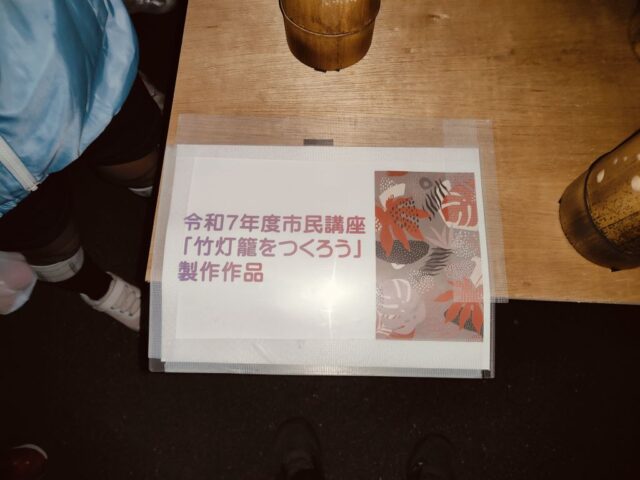 令和7年度市民講座
「竹灯籠をつくろう」
製作作品